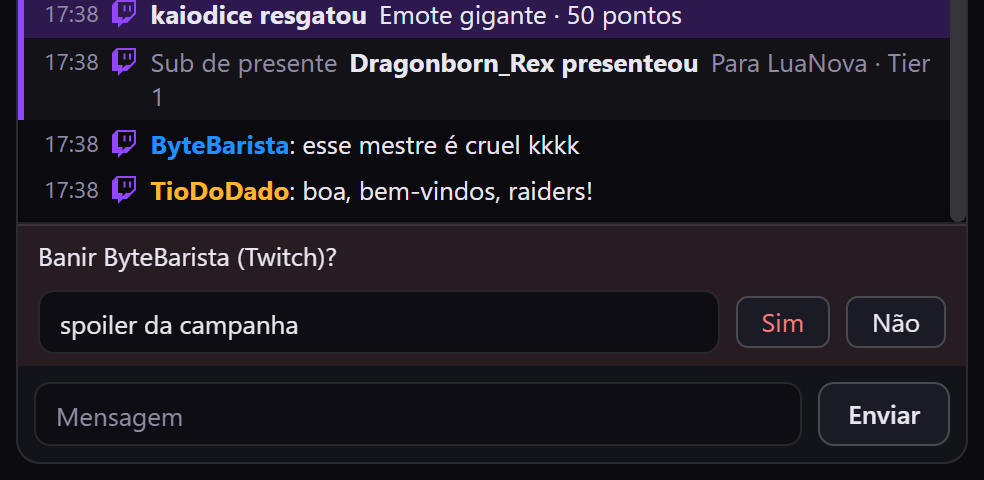 17:38 kaiodice resgatou Emote gigante · 50 pontos
17:38 Sub de presente Dragonborn_Rex presenteou Para LuaNova · Tier
1
17:38 ByteBarista: esse mestre é cruel kkkk
17:38 TioDoDado: boa, bem-vindos, raiders!
Banir ByteBarista (Twitch)?
spoiler da campanha Sim Não
Mensagem Enviar